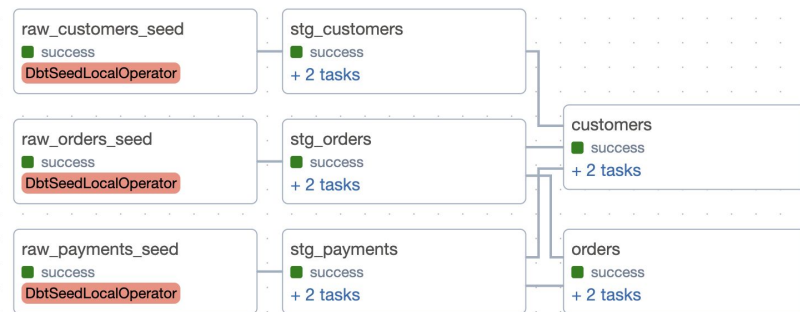 raw_customers_seed
success
DbtSeedLocalOperator
stg_customers
success
+ 2 tasks
raw_orders_seed
success
DbtSeedLocalOperator
stg_orders
success
+ 2 tasks
customers
success
+ 2 tasks
raw_payments_seed
success
DbtSeedLocalOperator
stg_payments
success
+ 2 tasks
orders
success
+ 2 tasks